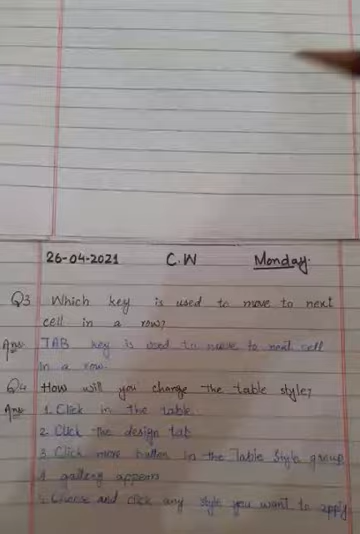 26-04-2021 C.W Monday.
Q3 Which key is used to move to next
cell in a row?
Ans TAB key is used to move to next cell
in a row.
Q4 How will you change the table style?
Ans 1. Click in the table.
2. Click the design tab
3. Click more button in the Table Style group
A gallery appears
Choose and click any style you want to apply